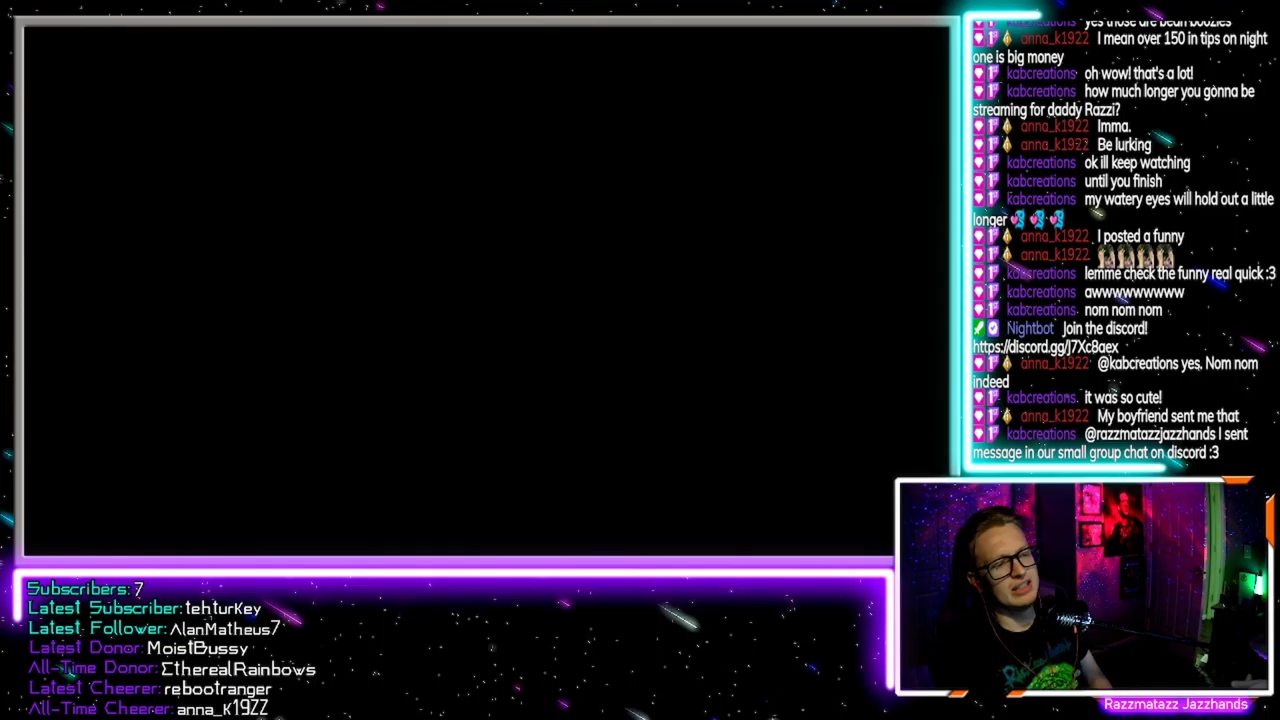 kabcreations yes those are bean boozles
anna_k1922 I mean over 150 in tips on night
one is big money
kabcreations oh wow! that's a lot!
kabcreations how much longer you gonna be
streaming for daddy Razzi?
anna_k1922 Imma.
anna_k1922 Be lurking
kabcreations ok ill keep watching
kabcreations until you finish
kabcreations my watery eyes will hold out a little
longer
anna_k1922 I posted a funny
anna_k1922
kabcreations lemme check the funny real quick :3
kabcreations awwwwwwwww
kabcreations nom nom nom
Nightbot Join the discord!
https://discord.gg/J7Xc8aex
anna_k1922 @kabcreations yes. Nom nom
indeed
kabcreations it was so cute!
anna_k1922 My boyfriend sent me that
kabcreations @razzmatazzjazzhands I sent
message in our small group chat on discord :3
Subscribers: 7
Latest Subscriber: tehturkey
Latest Follower: AlanMatheus7
Latest Donor: MoistBussy
All-Time Donor: EtherealRainbows
Latest Cheerer: rebootranger
All-Time Cheerer: anna_k1922
Razzmatazz Jazzhands